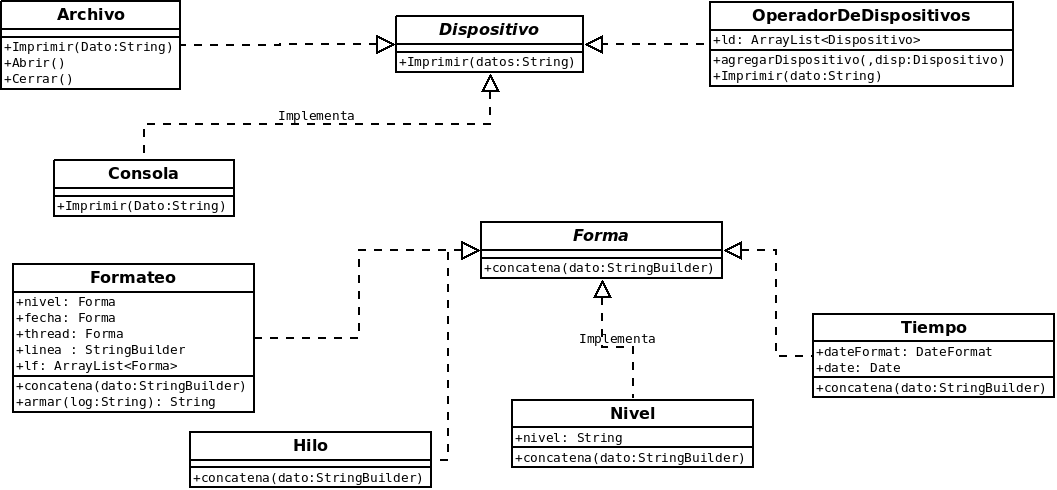 Archivo
+Imprimir(Dato:String)
+Abrir()
+Cerrar()
Dispositivo
+Imprimir(datos:String)
OperadorDeDispositivos
+ld: ArrayList<Dispositivo>
+agregarDispositivo(,disp:Dispositivo)
+Imprimir(dato:String)
Implementa
Consola
+Imprimir(Dato:String)
Forma
+concatena(dato:StringBuilder)
Formateo
+nivel: Forma
+fecha: Forma
+thread: Forma
+linea : StringBuilder
+lf: ArrayList<Forma>
+concatena(dato:StringBuilder)
+armar(log:String): String
Implementa
Tiempo
+dateFormat: DateFormat
+date: Date
+concatena(dato:StringBuilder)
Nivel
+nivel: String
+concatena(dato:StringBuilder)
Hilo
+concatena(dato:StringBuilder)